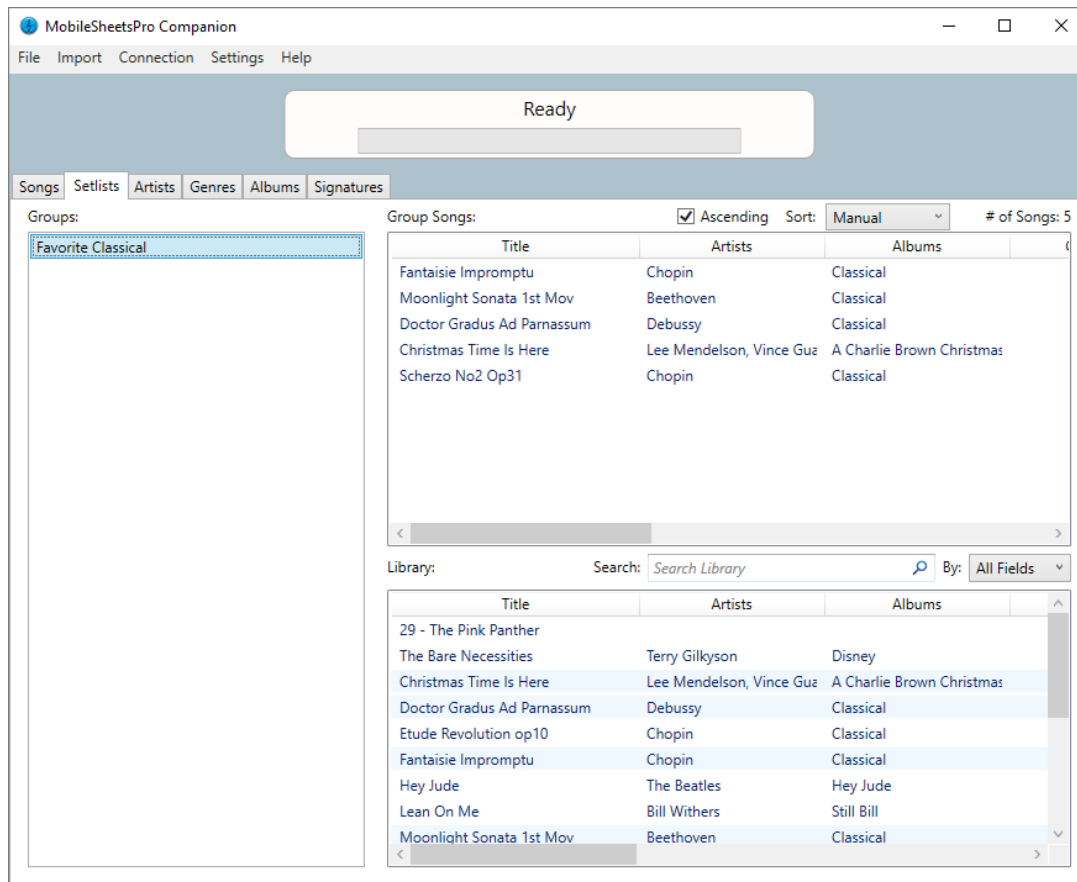 MobileSheetsPro Companion
File Import Connection Settings Help
Ready
Songs Setlists Artists Genres Albums Signatures
Groups: Group Songs: Ascending Sort: Manual # of Songs: 5
Favorite Classical
Title Artists Albums
Fantaisie Impromptu Chopin Classical
Moonlight Sonata 1st Mov Beethoven Classical
Doctor Gradus Ad Parnassum Debussy Classical
Christmas Time Is Here Lee Mendelson, Vince Gua A Charlie Brown Christmas
Scherzo No2 Op31 Chopin Classical
Library: Search: Search Library By: All Fields
Title Artists Albums
29 - The Pink Panther
The Bare Necessities Terry Gilkyson Disney
Christmas Time Is Here Lee Mendelson, Vince Gua A Charlie Brown Christmas
Doctor Gradus Ad Parnassum Debussy Classical
Etude Revolution op10 Chopin Classical
Fantaisie Impromptu Chopin Classical
Hey Jude The Beatles Hey Jude
Lean On Me Bill Withers Still Bill
Moonlight Sonata 1st Mov Beethoven Classical